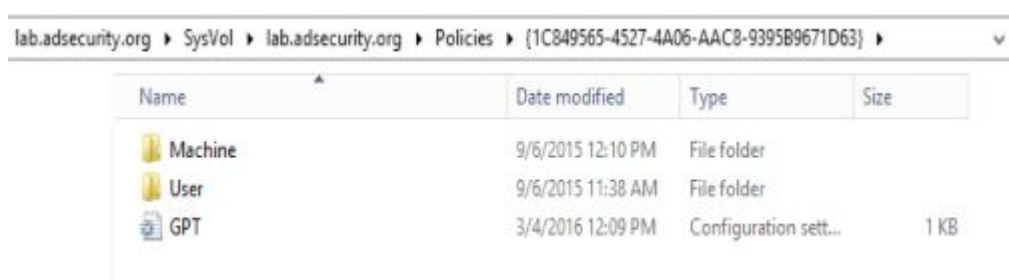 lab.adsecurity.org ▸ SysVol ▸ lab.adsecurity.org ▸ Policies ▸ {1C849565-4527-4A06-AAC8-9395B9671D63} ▸
Name Date modified Type Size
Machine 9/6/2015 12:10 PM File folder
User 9/6/2015 11:38 AM File folder
GPT 3/4/2016 12:09 PM Configuration sett... 1 KB